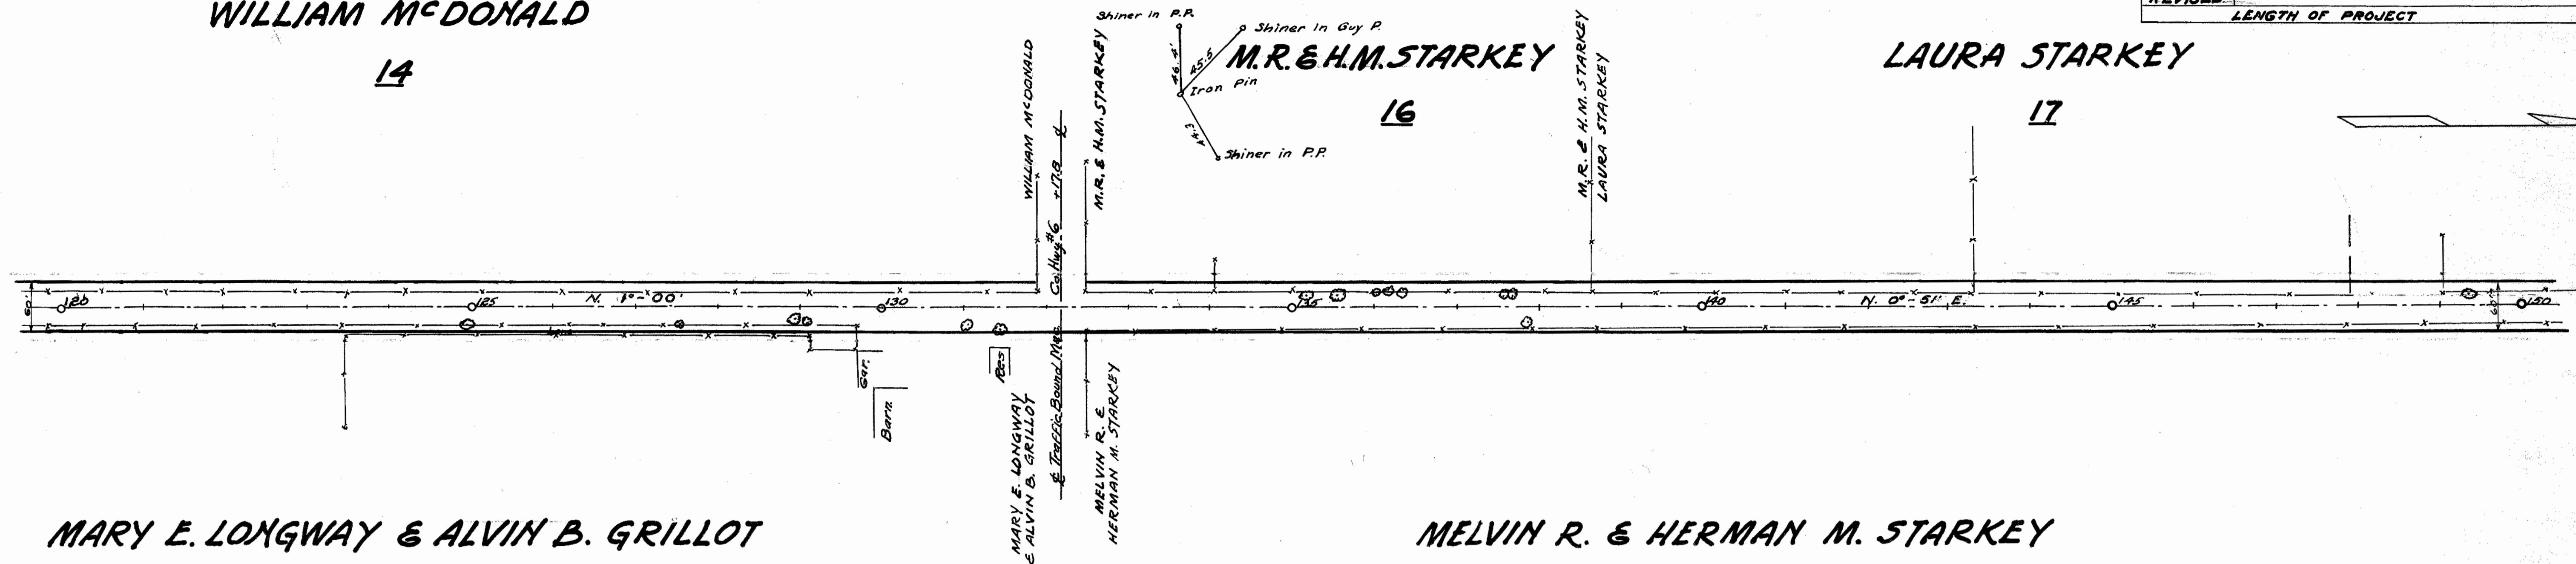 WILLIAM McDONALD
14
Shiner in P.P.
Shiner in Guy P.
46.4'
45.5
Iron Pin
Shiner in P.P.
M.R. & H.M. STARKEY
16
LENGTH OF PROJECT
LAURA STARKEY
17
WILLIAM McDONALD
M.R. & H.M. STARKEY
M.R. & H.M. STARKEY
LAURA STARKEY
Co. Hwy. #6 +17.8 ℄
60'
120
125
N. 1°-00'
130
135
140
N. 0°-51' E.
145
150
Gar.
Barn
Res
℄ Traffic Bound Mac
MARY E. LONGWAY
& ALVIN B. GRILLOT
MELVIN R. &
HERMAN M. STARKEY
MARY E. LONGWAY & ALVIN B. GRILLOT
MELVIN R. & HERMAN M. STARKEY